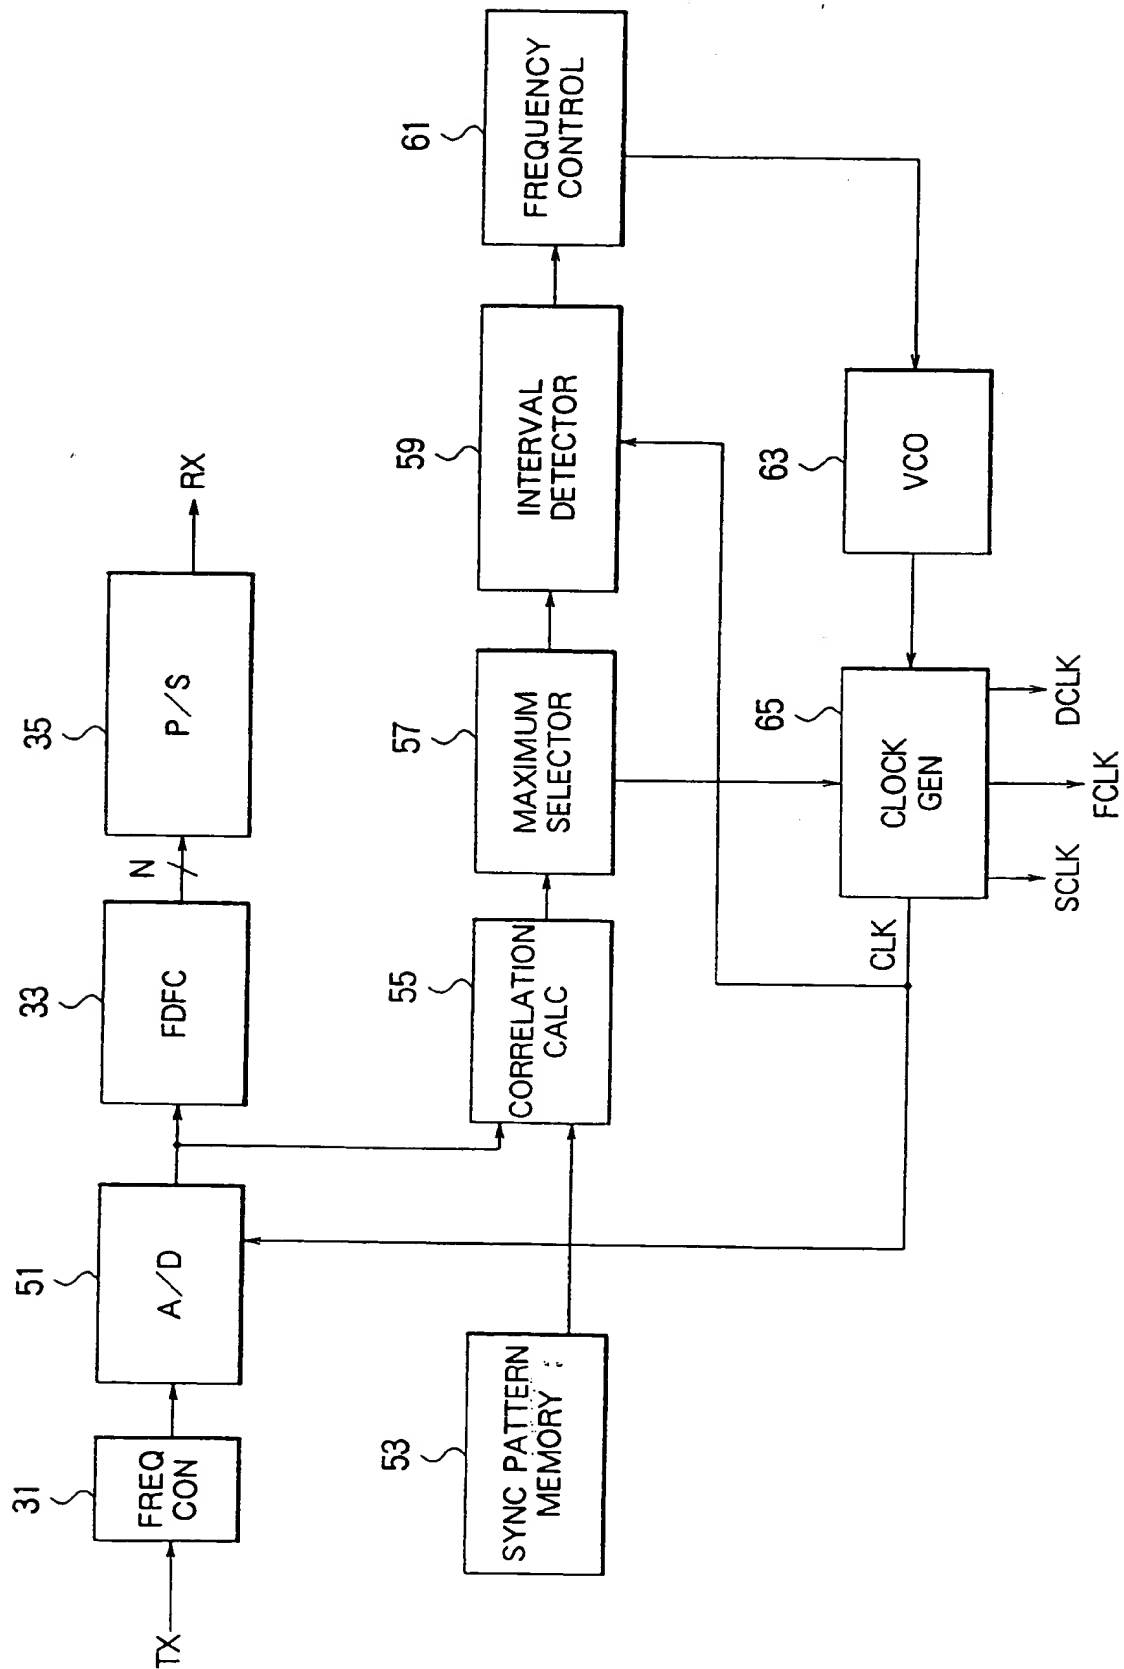 TX
31
FREQ
CON
51
A/D
33
FDFC
N
35
P/S
RX
53
SYNC PATTERN
MEMORY
55
CORRELATION
CALC
57
MAXIMUM
SELECTOR
59
INTERVAL
DETECTOR
61
FREQUENCY
CONTROL
CLK
65
CLOCK
GEN
63
VCO
SCLK
FCLK
DCLK